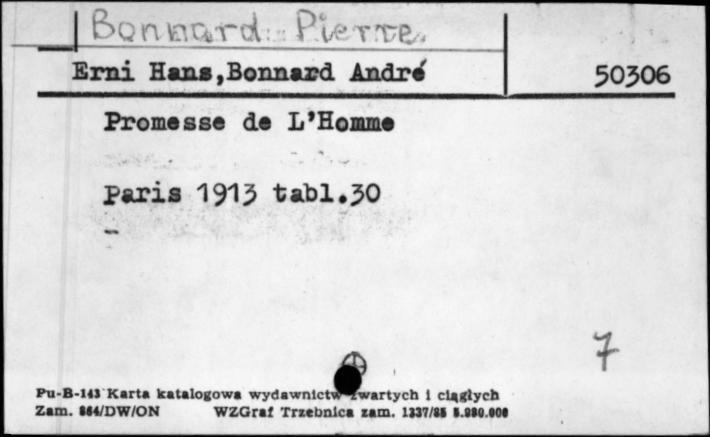 Bonnard Pierre
Erni Hans,Bonnard André 50306
Promesse de L'Homme
Paris 1913 tabl.30
7
Pu-B-143 Karta katalogowa wydawnictw zwartych i ciągłych
Zam. 864/DW/ON WZGraf Trzebnica zam. 1337/85 5.980.000